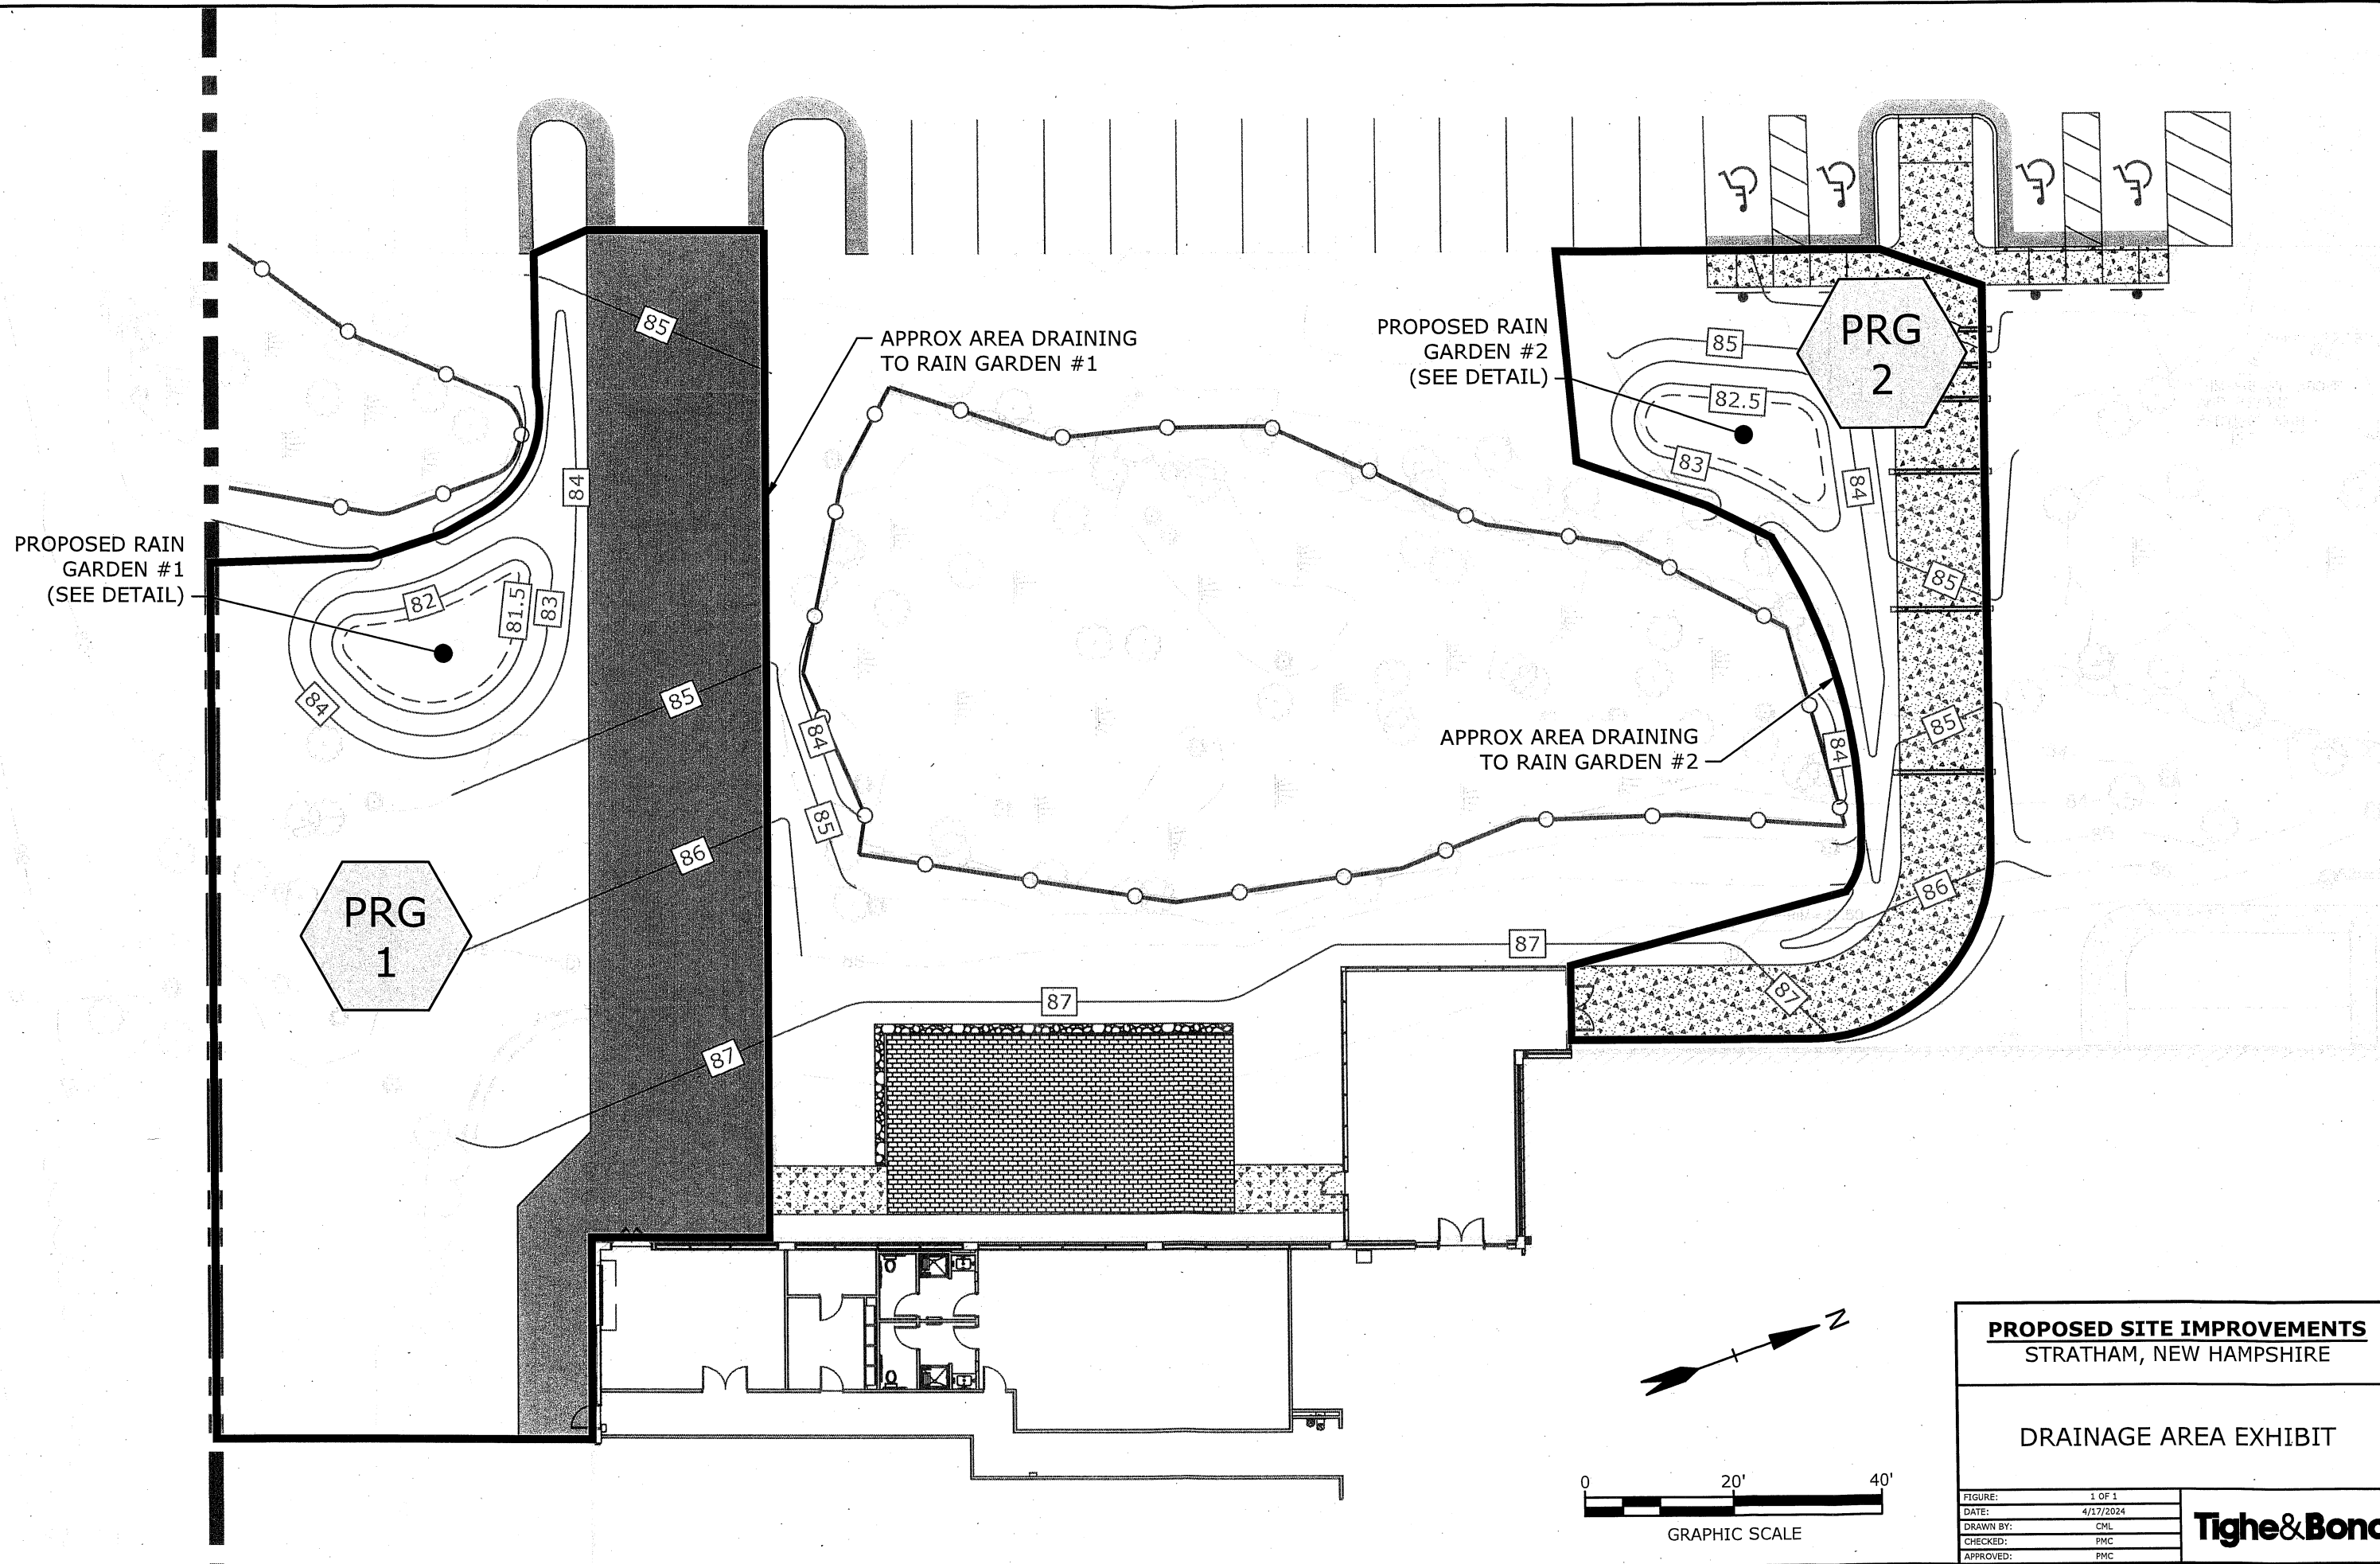 85
APPROX AREA DRAINING
TO RAIN GARDEN #1
PROPOSED RAIN
GARDEN #2
(SEE DETAIL)
85
PRG
2
82.5
83
84
84
PROPOSED RAIN
GARDEN #1
(SEE DETAIL)
82
81.5
83
85
84
85
84
85
APPROX AREA DRAINING
TO RAIN GARDEN #2
84
85
86
86
PRG
1
87
87
87
87
N
PROPOSED SITE IMPROVEMENTS
STRATHAM, NEW HAMPSHIRE
DRAINAGE AREA EXHIBIT
0 20' 40'
GRAPHIC SCALE
FIGURE: 1 OF 1
DATE: 4/17/2024
DRAWN BY: CML
CHECKED: PMC
APPROVED: PMC
Tighe&Bond